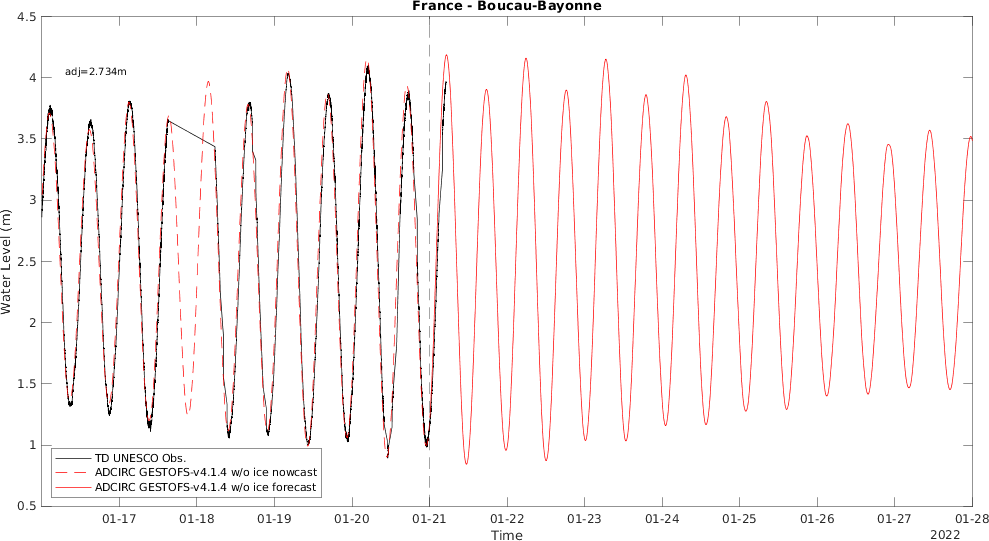 France - Boucau-Bayonne
4.5
4
3.5
3
2.5
2
1.5
1
0.5
Water Level (m)
adj=2.734m
TD UNESCO Obs.
ADCIRC GESTOFS-v4.1.4 w/o ice nowcast
ADCIRC GESTOFS-v4.1.4 w/o ice forecast
01-17 01-18 01-19 01-20 01-21 01-22 01-23 01-24 01-25 01-26 01-27 01-28
Time
2022